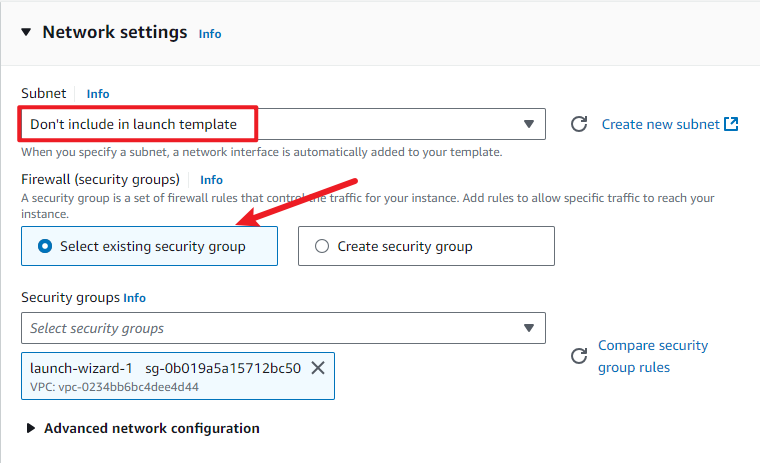 Network settings Info
Subnet Info
Don't include in launch template
Create new subnet
When you specify a subnet, a network interface is automatically added to your template.
Firewall (security groups) Info
A security group is a set of firewall rules that control the traffic for your instance. Add rules to allow specific traffic to reach your
instance.
Select existing security group
Create security group
Security groups Info
Select security groups
Compare security
group rules
launch-wizard-1 sg-0b019a5a15712bc50
VPC: vpc-0234bb6bc4dee4d44
Advanced network configuration